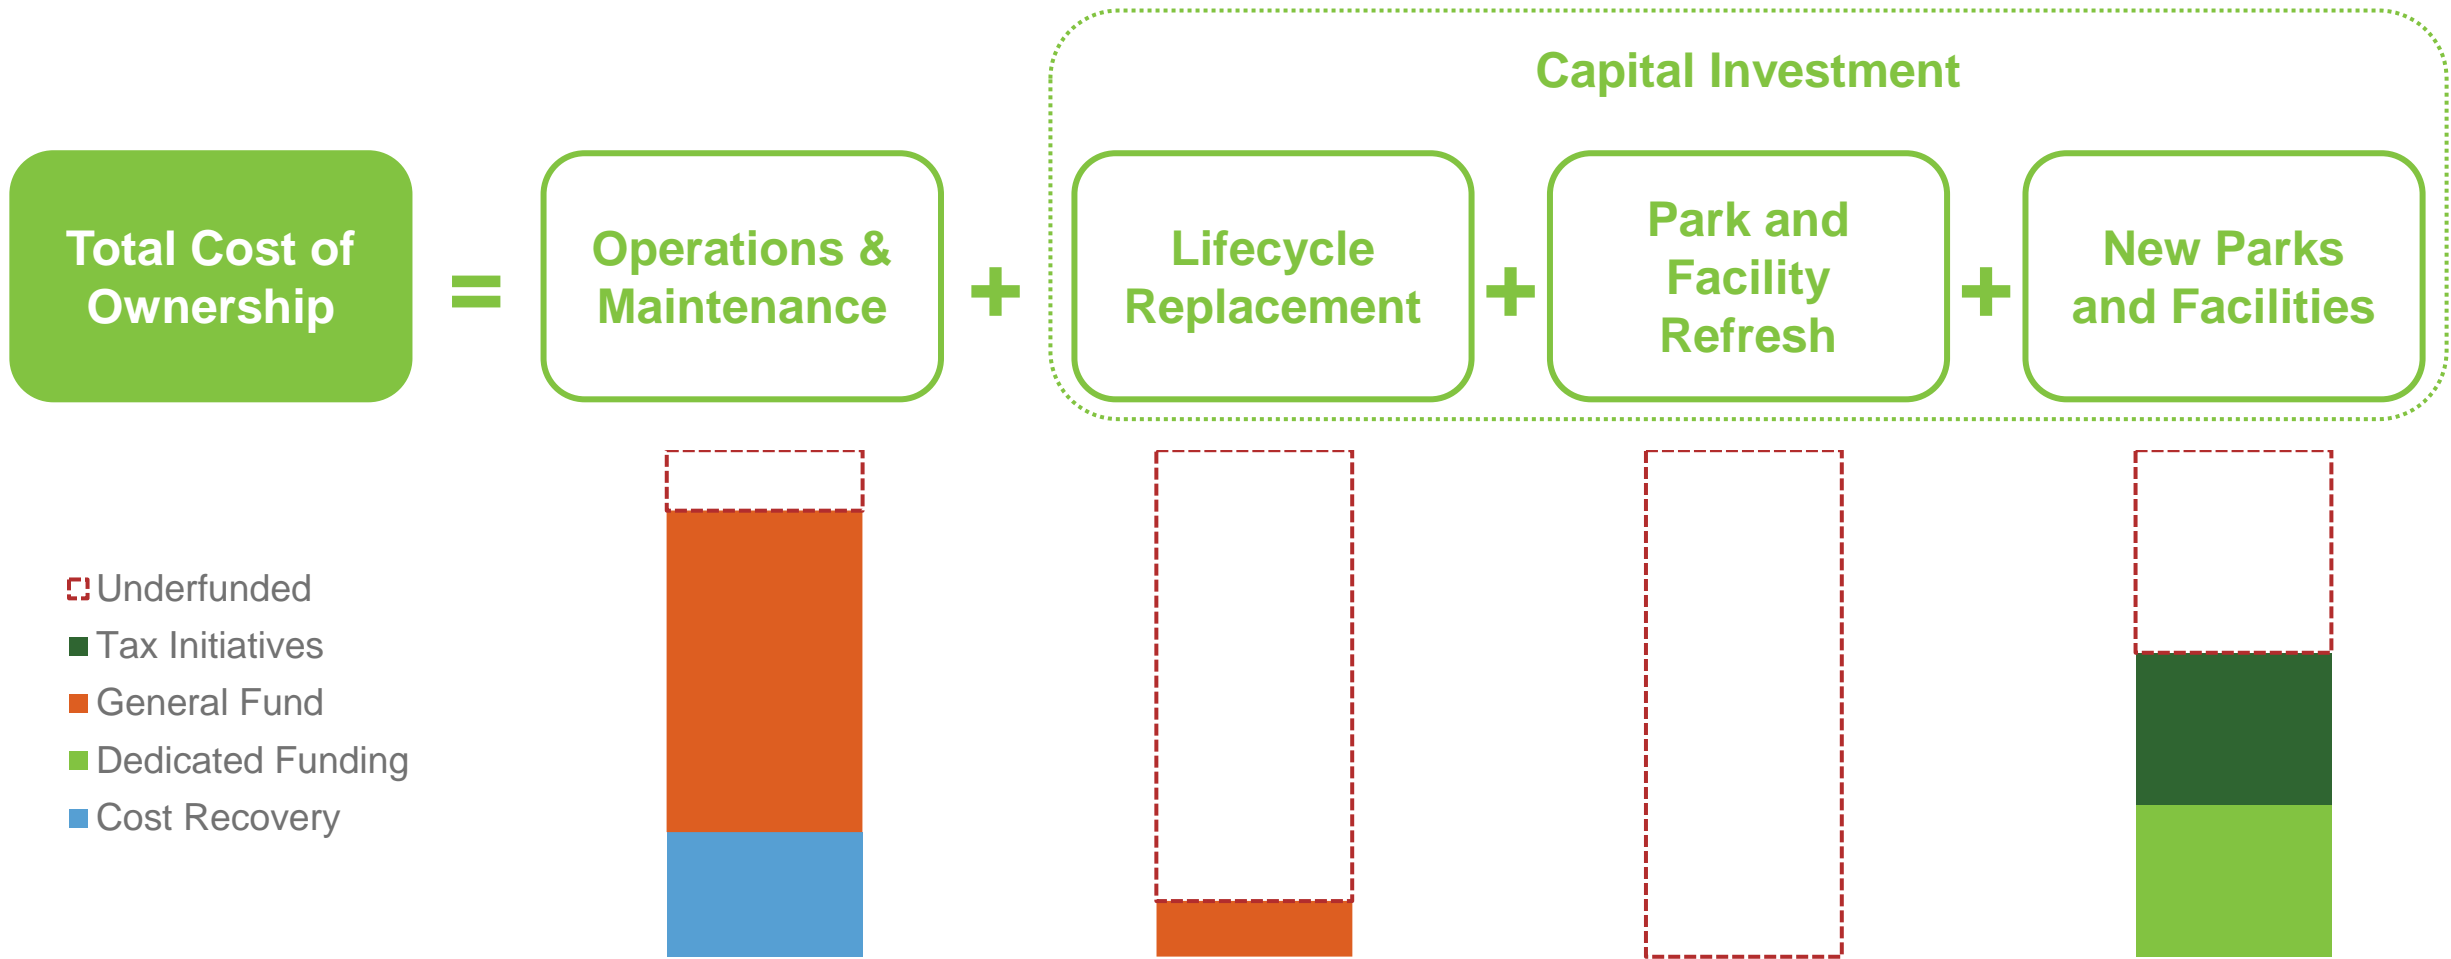 Capital Investment
Total Cost of
Ownership
=
Operations &
Maintenance
+
Lifecycle
Replacement
+
Park and
Facility
Refresh
+
New Parks
and Facilities
Underfunded
Tax Initiatives
General Fund
Dedicated Funding
Cost Recovery